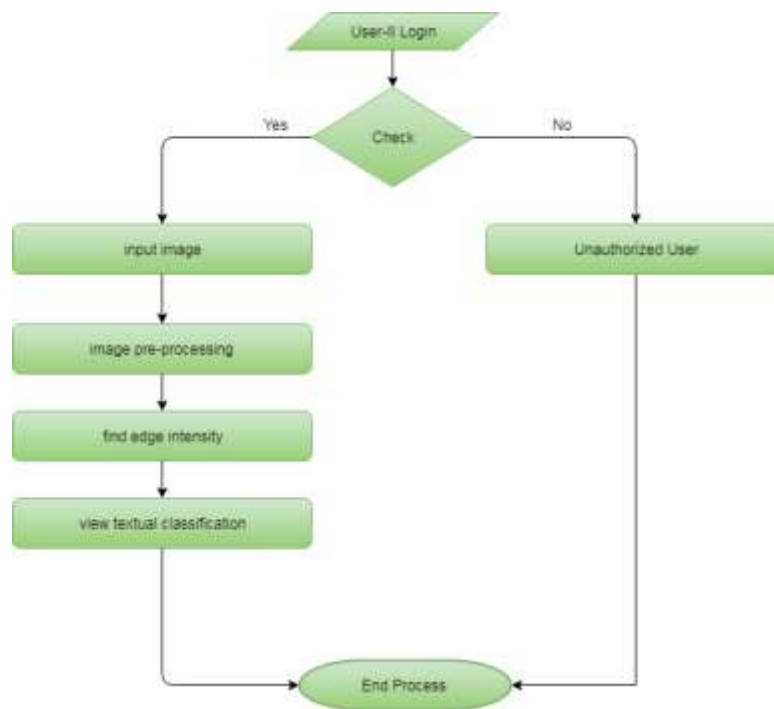 User-II Login
Check
Yes
No
input image
Unauthorized User
image pre-processing
find edge intensity
view textual classification
End Process